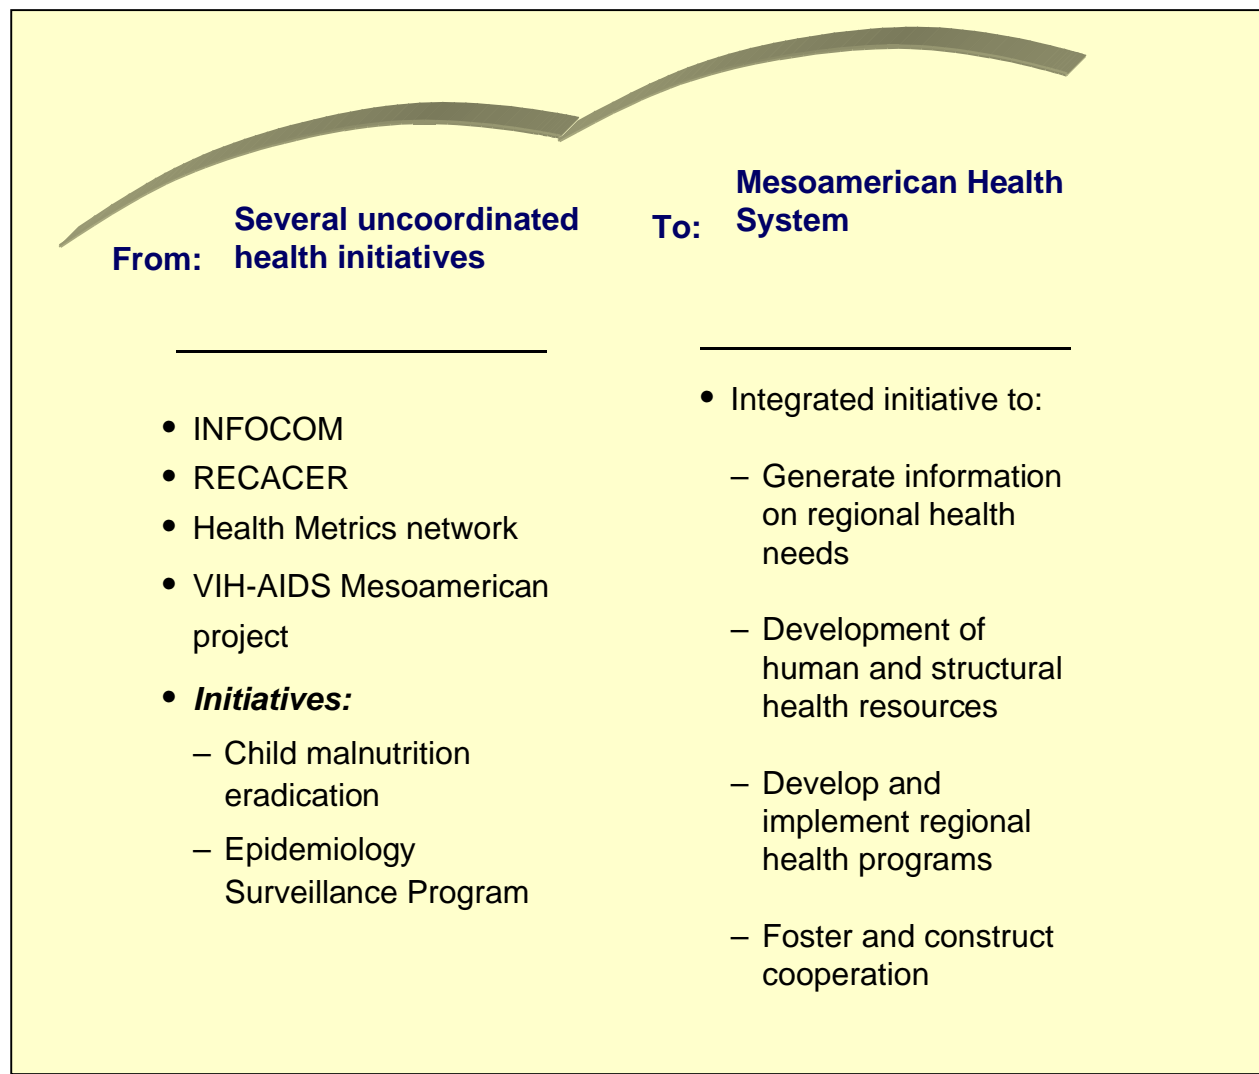 From:
Several uncoordinated
health initiatives
• INFOCOM
• RECACER
• Health Metrics network
• VIH-AIDS Mesoamerican
project
• Initiatives:
– Child malnutrition
eradication
– Epidemiology
Surveillance Program
To:
Mesoamerican Health
System
• Integrated initiative to:
– Generate information
on regional health
needs
– Development of
human and structural
health resources
– Develop and
implement regional
health programs
– Foster and construct
cooperation